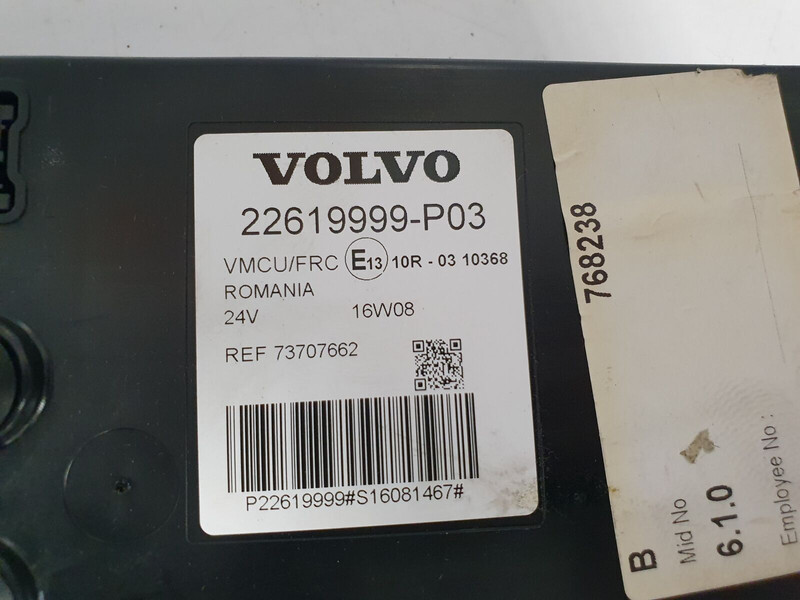 VOLVO
22619999-P03
VMCU/FRC E13 10R - 03 10368
ROMANIA
24V 16W08
REF 73707662
P22619999#S16081467#
768238
B
Mid No
6.1.0
Employee No :